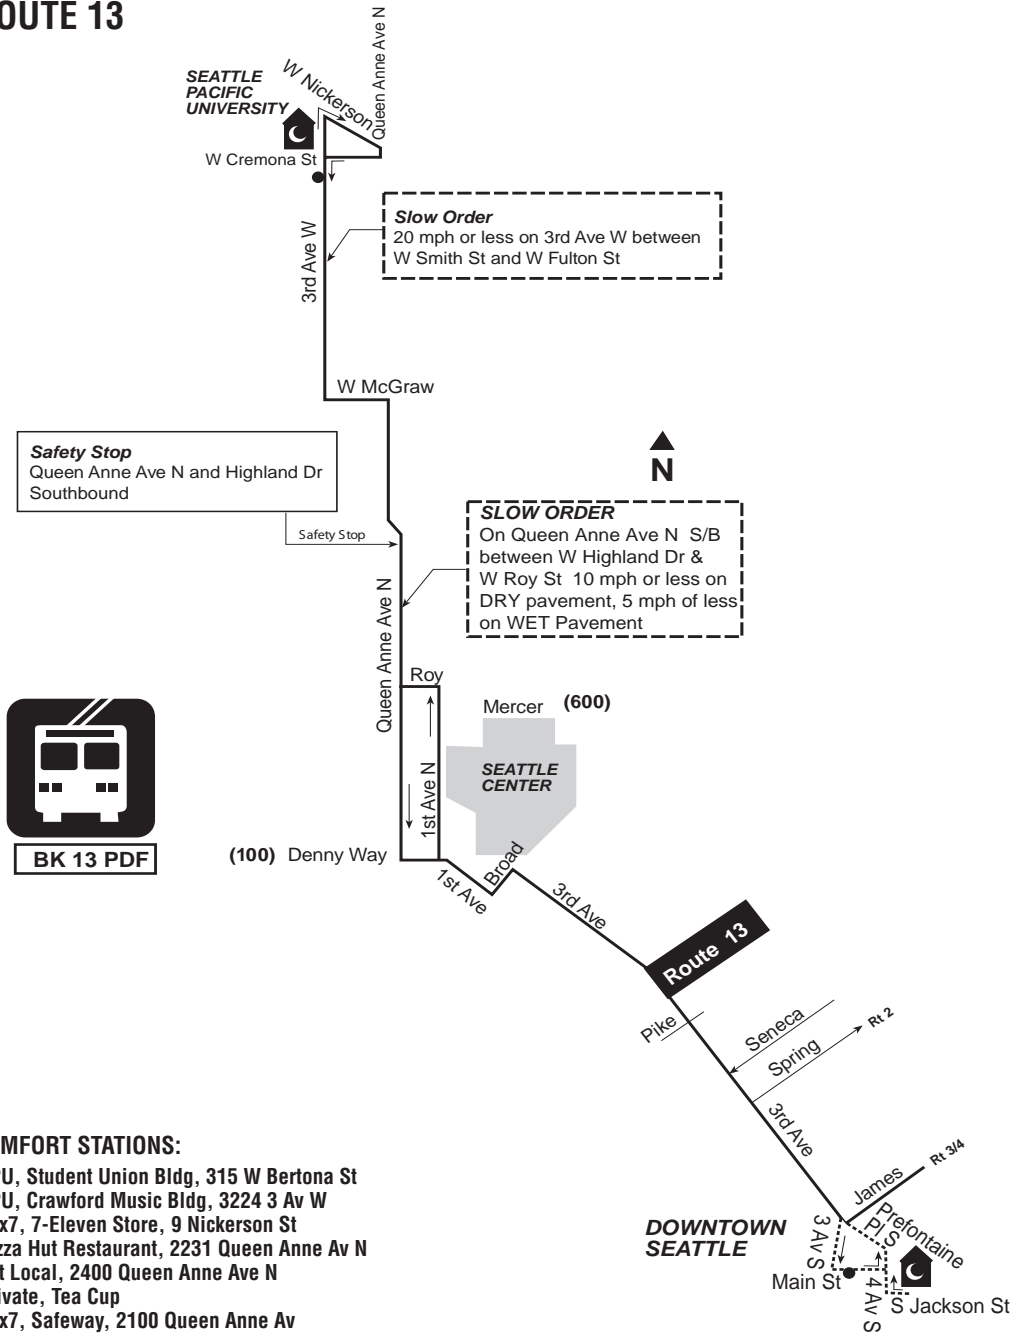 OUTE 13
Queen Anne Ave N
W Nickerson
SEATTLE
PACIFIC
UNIVERSITY
W Cremona St
3rd Ave W
Slow Order
20 mph or less on 3rd Ave W between
W Smith St and W Fulton St
W McGraw
Safety Stop
Queen Anne Ave N and Highland Dr
Southbound
N
Safety Stop
SLOW ORDER
On Queen Anne Ave N S/B
between W Highland Dr &
W Roy St 10 mph or less on
DRY pavement, 5 mph of less
on WET Pavement
Queen Anne Ave N
Roy
1st Ave N
Mercer (600)
SEATTLE
CENTER
BK 13 PDF
(100) Denny Way
1st Ave
Broad
3rd Ave
Route 13
Pike
Seneca
Spring
Rt 2
3rd Ave
James
Rt 3/4
Prefontaine
Pl S
DOWNTOWN
SEATTLE
3 Av S
Main St
4 Av S
S Jackson St
MFORT STATIONS:
U, Student Union Bldg, 315 W Bertona St
U, Crawford Music Bldg, 3224 3 Av W
x7, 7-Eleven Store, 9 Nickerson St
zza Hut Restaurant, 2231 Queen Anne Av N
t Local, 2400 Queen Anne Ave N
ivate, Tea Cup
x7, Safeway, 2100 Queen Anne Av